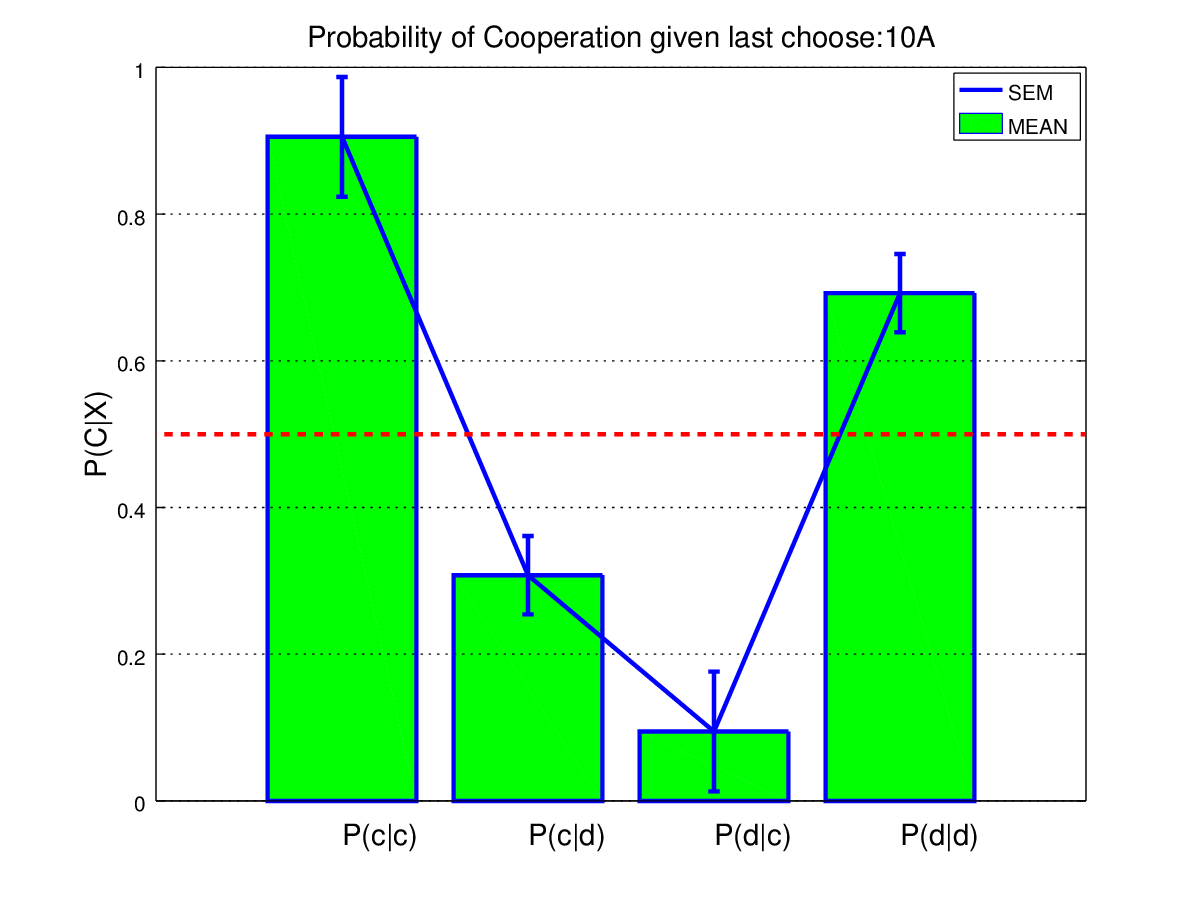 Probability of Cooperation given last choose:10A
1
0.8
0.6
0.4
0.2
0
P(C|X)
SEM
MEAN
P(c|c)
P(c|d)
P(d|c)
P(d|d)